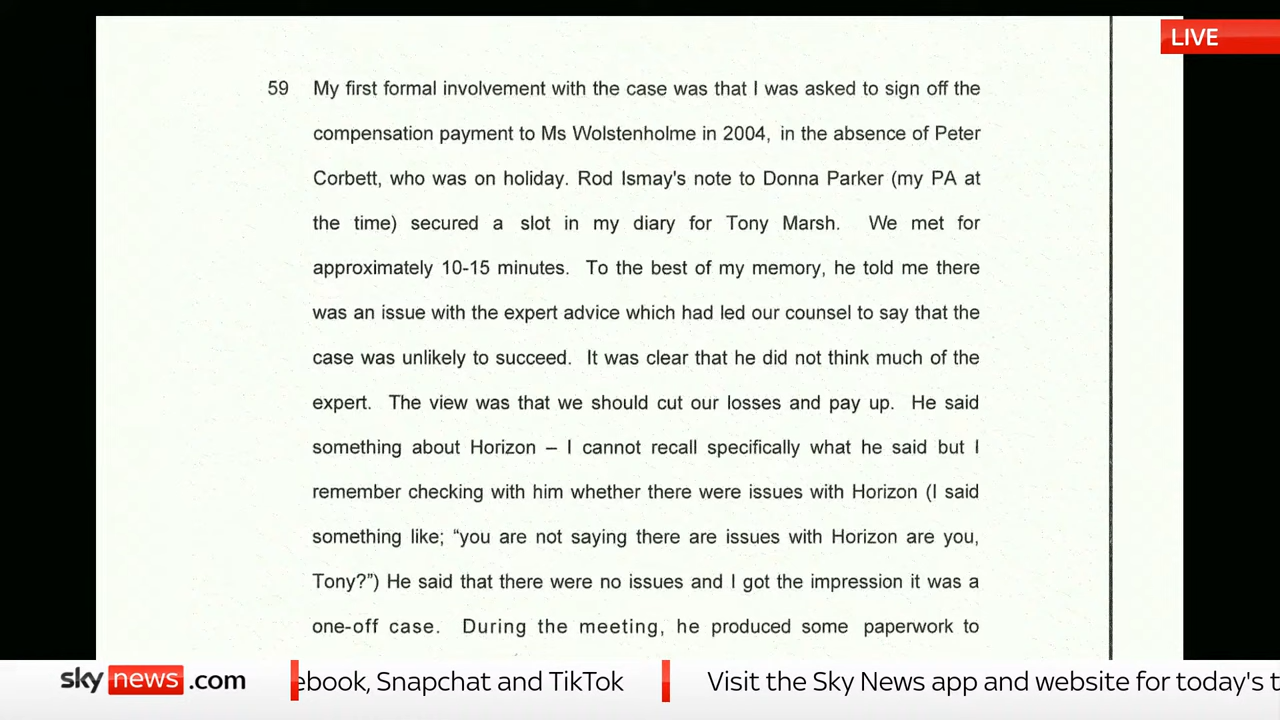 LIVE
59 My first formal involvement with the case was that I was asked to sign off the
compensation payment to Ms Wolstenholme in 2004, in the absence of Peter
Corbett, who was on holiday. Rod Ismay's note to Donna Parker (my PA at
the time) secured a slot in my diary for Tony Marsh. We met for
approximately 10-15 minutes. To the best of my memory, he told me there
was an issue with the expert advice which had led our counsel to say that the
case was unlikely to succeed. It was clear that he did not think much of the
expert. The view was that we should cut our losses and pay up. He said
something about Horizon – I cannot recall specifically what he said but I
remember checking with him whether there were issues with Horizon (I said
something like; “you are not saying there are issues with Horizon are you,
Tony?”) He said that there were no issues and I got the impression it was a
one-off case. During the meeting, he produced some paperwork to
sky news.com ebook, Snapchat and TikTok Visit the Sky News app and website for today's t